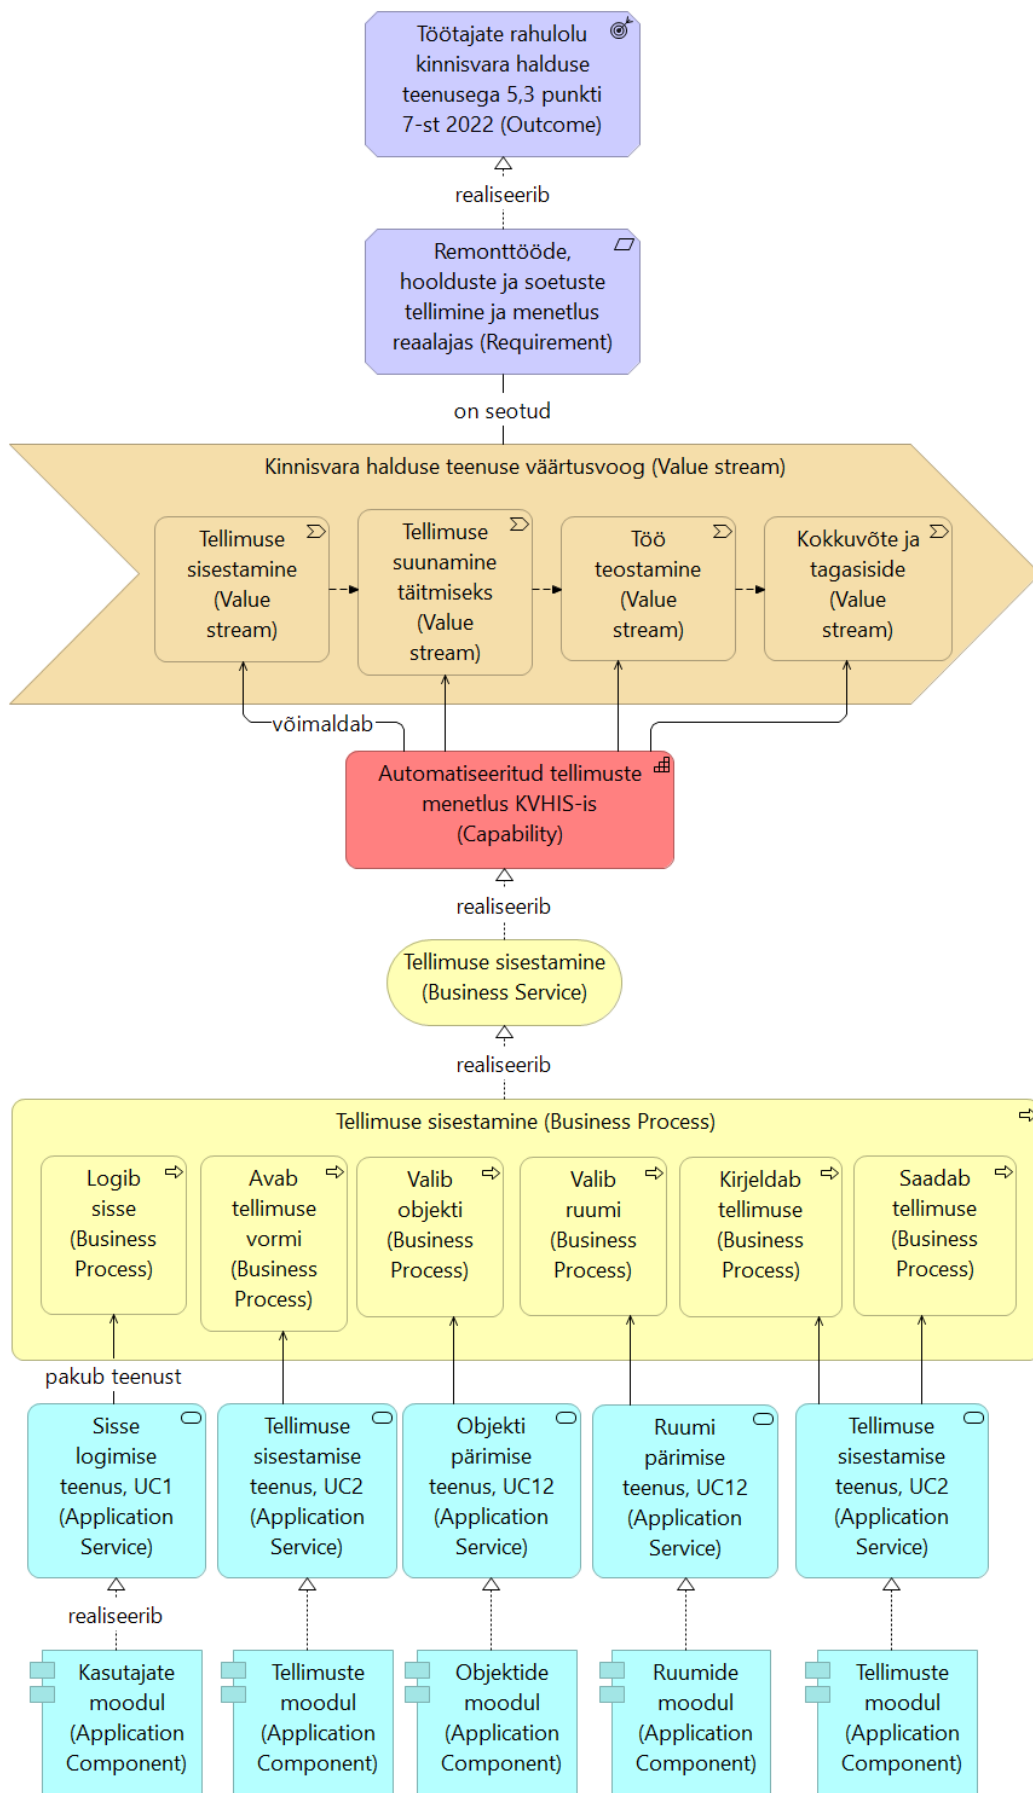 Töötajate rahulolu
kinnisvara halduse
teenusega 5,3 punkti
7-st 2022 (Outcome)
realiseerib
Remonttööde,
hoolduste ja soetuste
tellimine ja menetlus
reaalajas (Requirement)
on seotud
Kinnisvara halduse teenuse väärtusvoog (Value stream)
Tellimuse
sisestamine
(Value
stream)
Tellimuse
suunamine
täitmiseks
(Value
stream)
Töö
teostamine
(Value
stream)
Kokkuvõte ja
tagasiside
(Value
stream)
võimaldab
Automatiseeritud tellimuste
menetlus KVHIS-is
(Capability)
realiseerib
Tellimuse sisestamine
(Business Service)
realiseerib
Tellimuse sisestamine (Business Process)
Logib
sisse
(Business
Process)
Avab
tellimuse
vormi
(Business
Process)
Valib
objekti
(Business
Process)
Valib
ruumi
(Business
Process)
Kirjeldab
tellimuse
(Business
Process)
Saadab
tellimuse
(Business
Process)
pakub teenust
Sisse
logimise
teenus, UC1
(Application
Service)
Tellimuse
sisestamise
teenus, UC2
(Application
Service)
Objekti
pärimise
teenus, UC12
(Application
Service)
Ruumi
pärimise
teenus, UC12
(Application
Service)
Tellimuse
sisestamise
teenus, UC2
(Application
Service)
realiseerib
Kasutajate
moodul
(Application
Component)
Tellimuste
moodul
(Application
Component)
Objektide
moodul
(Application
Component)
Ruumide
moodul
(Application
Component)
Tellimuste
moodul
(Application
Component)